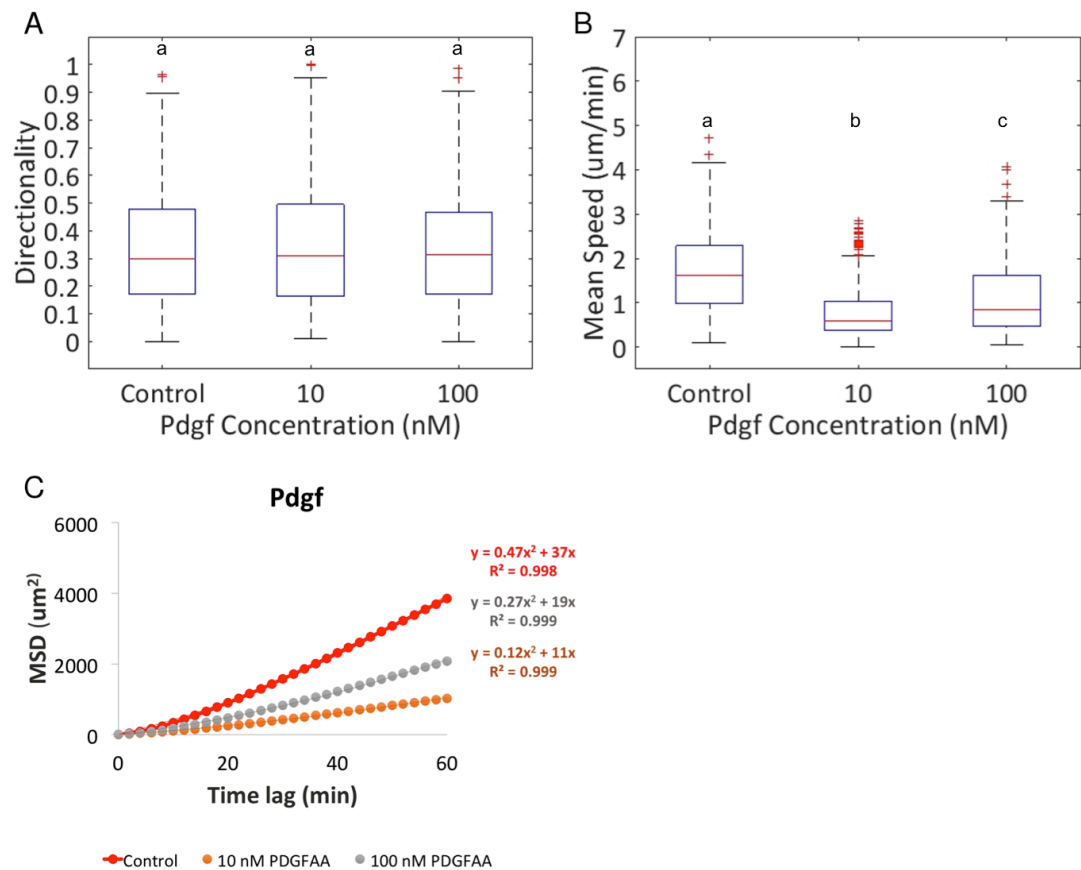 A
a a a
1
0.9
0.8
0.7
0.6
0.5
0.4
0.3
0.2
0.1
0
Directionality
Control 10 100
Pdgf Concentration (nM)
B
7
6
5
4
3
2
1
0
a b c
Mean Speed (um/min)
Control 10 100
Pdgf Concentration (nM)
C
Pdgf
6000
4000
2000
0
MSD (um²)
0 20 40 60
Time lag (min)
y = 0.47x² + 37x
R² = 0.998
y = 0.27x² + 19x
R² = 0.999
y = 0.12x² + 11x
R² = 0.999
Control 10 nM PDGFAA 100 nM PDGFAA